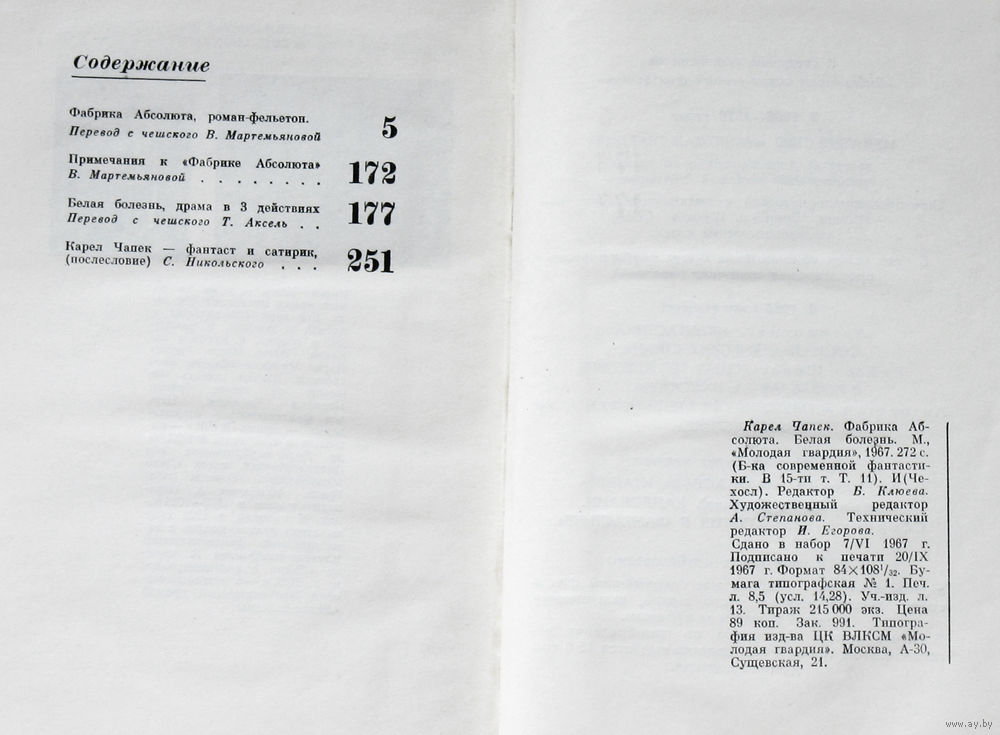 Содержание
Фабрика Абсолюта, роман-фельетон.
Перевод с чешского В. Мартемьяновой
5
Примечания к «Фабрике Абсолюта»
В. Мартемьяновой . . . . . . . .
172
Белая болезнь, драма в 3 действиях
Перевод с чешского Т. Аксель . .
177
Карел Чапек — фантаст и сатирик,
(послесловие) С. Никольского . . .
251
Карел Чапек. Фабрика Аб-
солюта. Белая болезнь. М.,
«Молодая гвардия», 1967. 272 с.
(Б-ка современной фантасти-
ки. В 15-ти т. Т. 11). И(Че-
хосл). Редактор Б. Клюева.
Художественный редактор
А. Степанова. Технический
редактор И. Егорова.
Сдано в набор 7/VI 1967 г.
Подписано к печати 20/IX
1967 г. Формат 84×108¹/₃₂. Бу-
мага типографская № 1. Печ.
л. 8,5 (усл. 14,28). Уч.-изд. л.
13. Тираж 215 000 экз. Цена
89 коп. Зак. 991. Типогра-
фия изд-ва ЦК ВЛКСМ «Мо-
лодая гвардия». Москва, А-30,
Сущевская, 21.
www.ay.by